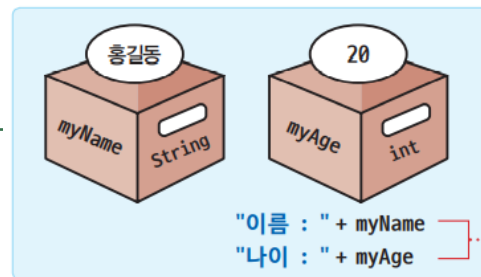 홍길동
20
myName
String
myAge
int
"이름 : " + myName
"나이 : " + myAge